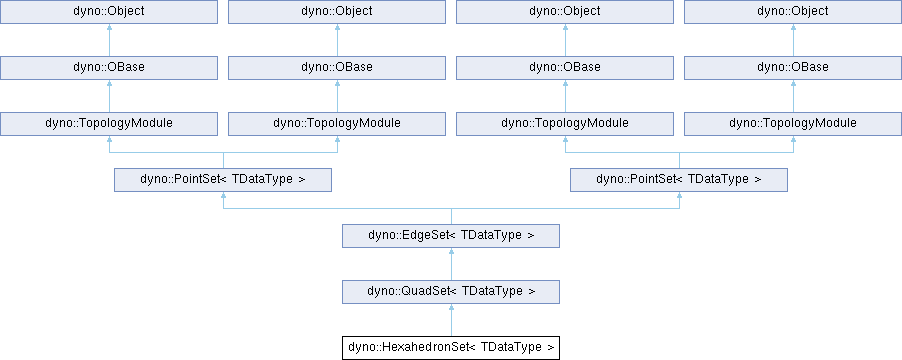 dyno::Object dyno::Object dyno::Object dyno::Object
dyno::OBase dyno::OBase dyno::OBase dyno::OBase
dyno::TopologyModule dyno::TopologyModule dyno::TopologyModule dyno::TopologyModule
dyno::PointSet< TDataType > dyno::PointSet< TDataType >
dyno::EdgeSet< TDataType >
dyno::QuadSet< TDataType >
dyno::HexahedronSet< TDataType >